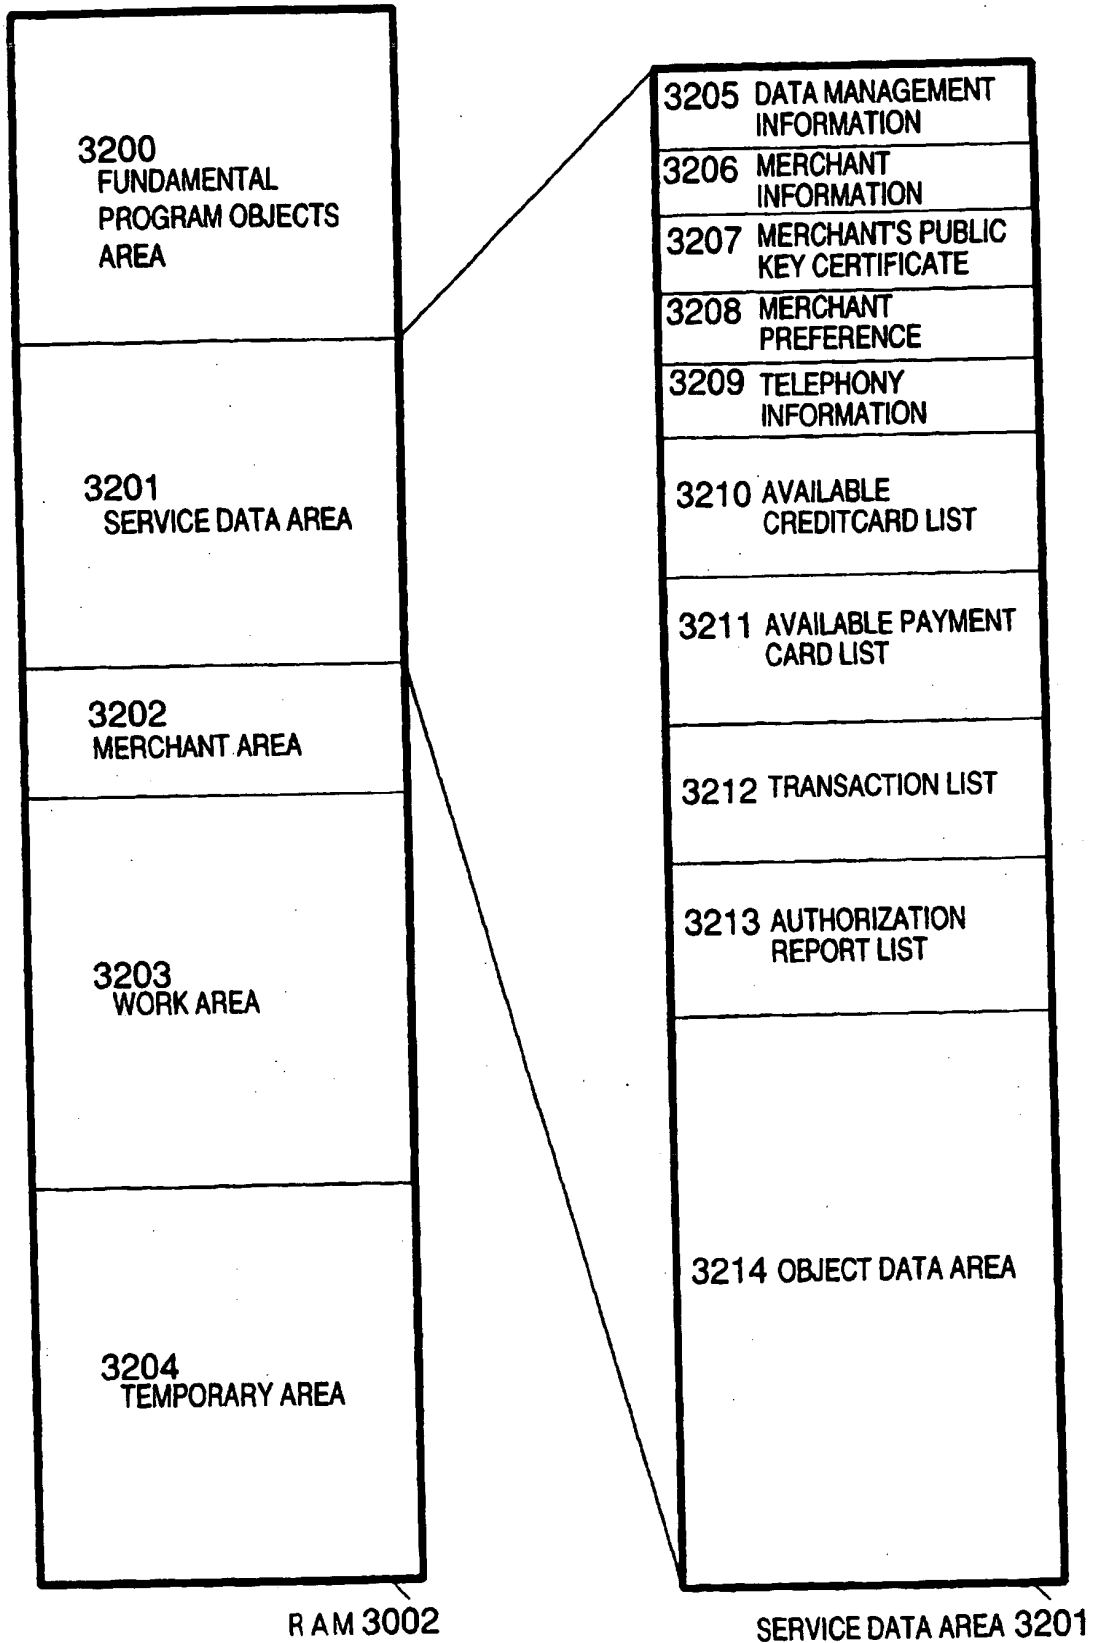 3200
FUNDAMENTAL
PROGRAM OBJECTS
AREA
3201
SERVICE DATA AREA
3202
MERCHANT AREA
3203
WORK AREA
3204
TEMPORARY AREA
RAM 3002
3205 DATA MANAGEMENT
INFORMATION
3206 MERCHANT
INFORMATION
3207 MERCHANT'S PUBLIC
KEY CERTIFICATE
3208 MERCHANT
PREFERENCE
3209 TELEPHONY
INFORMATION
3210 AVAILABLE
CREDITCARD LIST
3211 AVAILABLE PAYMENT
CARD LIST
3212 TRANSACTION LIST
3213 AUTHORIZATION
REPORT LIST
3214 OBJECT DATA AREA
SERVICE DATA AREA 3201